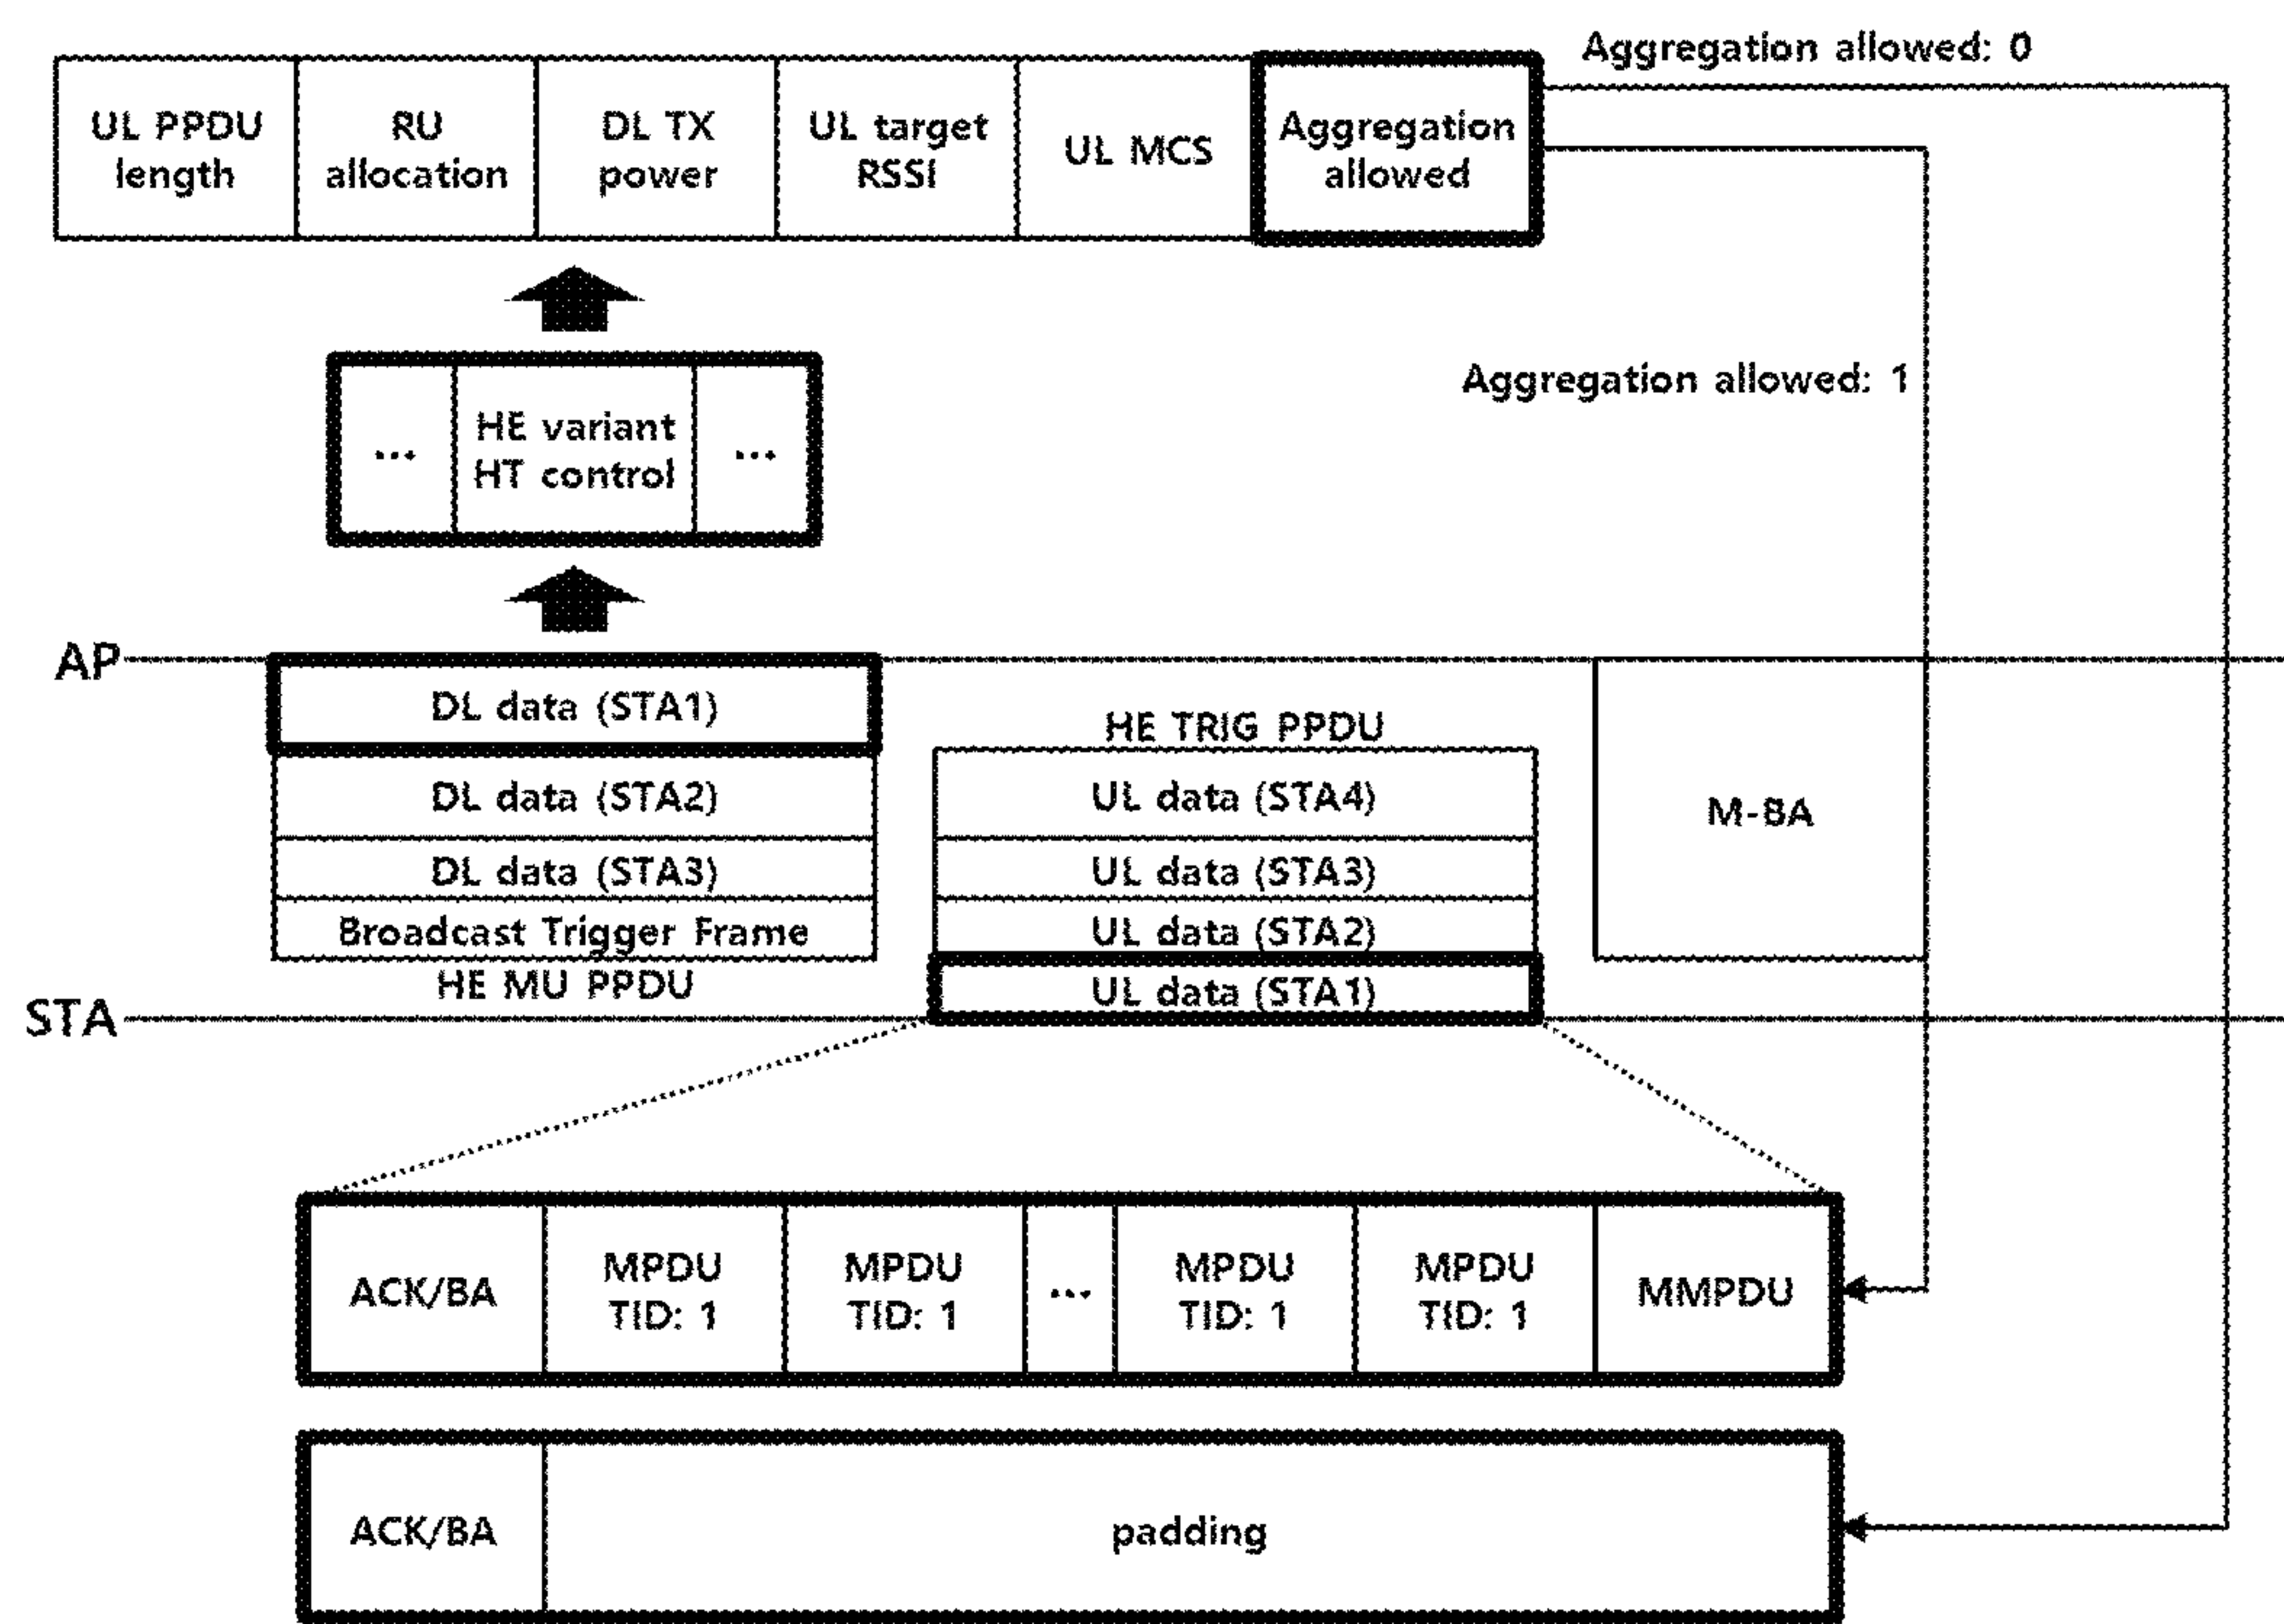 Aggregation allowed: 0
UL PPDU
length
RU
allocation
DL TX
power
UL target
RSSI
UL MCS
Aggregation
allowed
Aggregation allowed: 1
...
HE variant
HT control
...
AP
DL data (STA1)
DL data (STA2)
DL data (STA3)
Broadcast Trigger Frame
HE MU PPDU
HE TRIG PPDU
UL data (STA4)
UL data (STA3)
UL data (STA2)
UL data (STA1)
M-BA
STA
ACK/BA
MPDU
TID: 1
MPDU
TID: 1
...
MPDU
TID: 1
MPDU
TID: 1
MMPDU
ACK/BA
padding